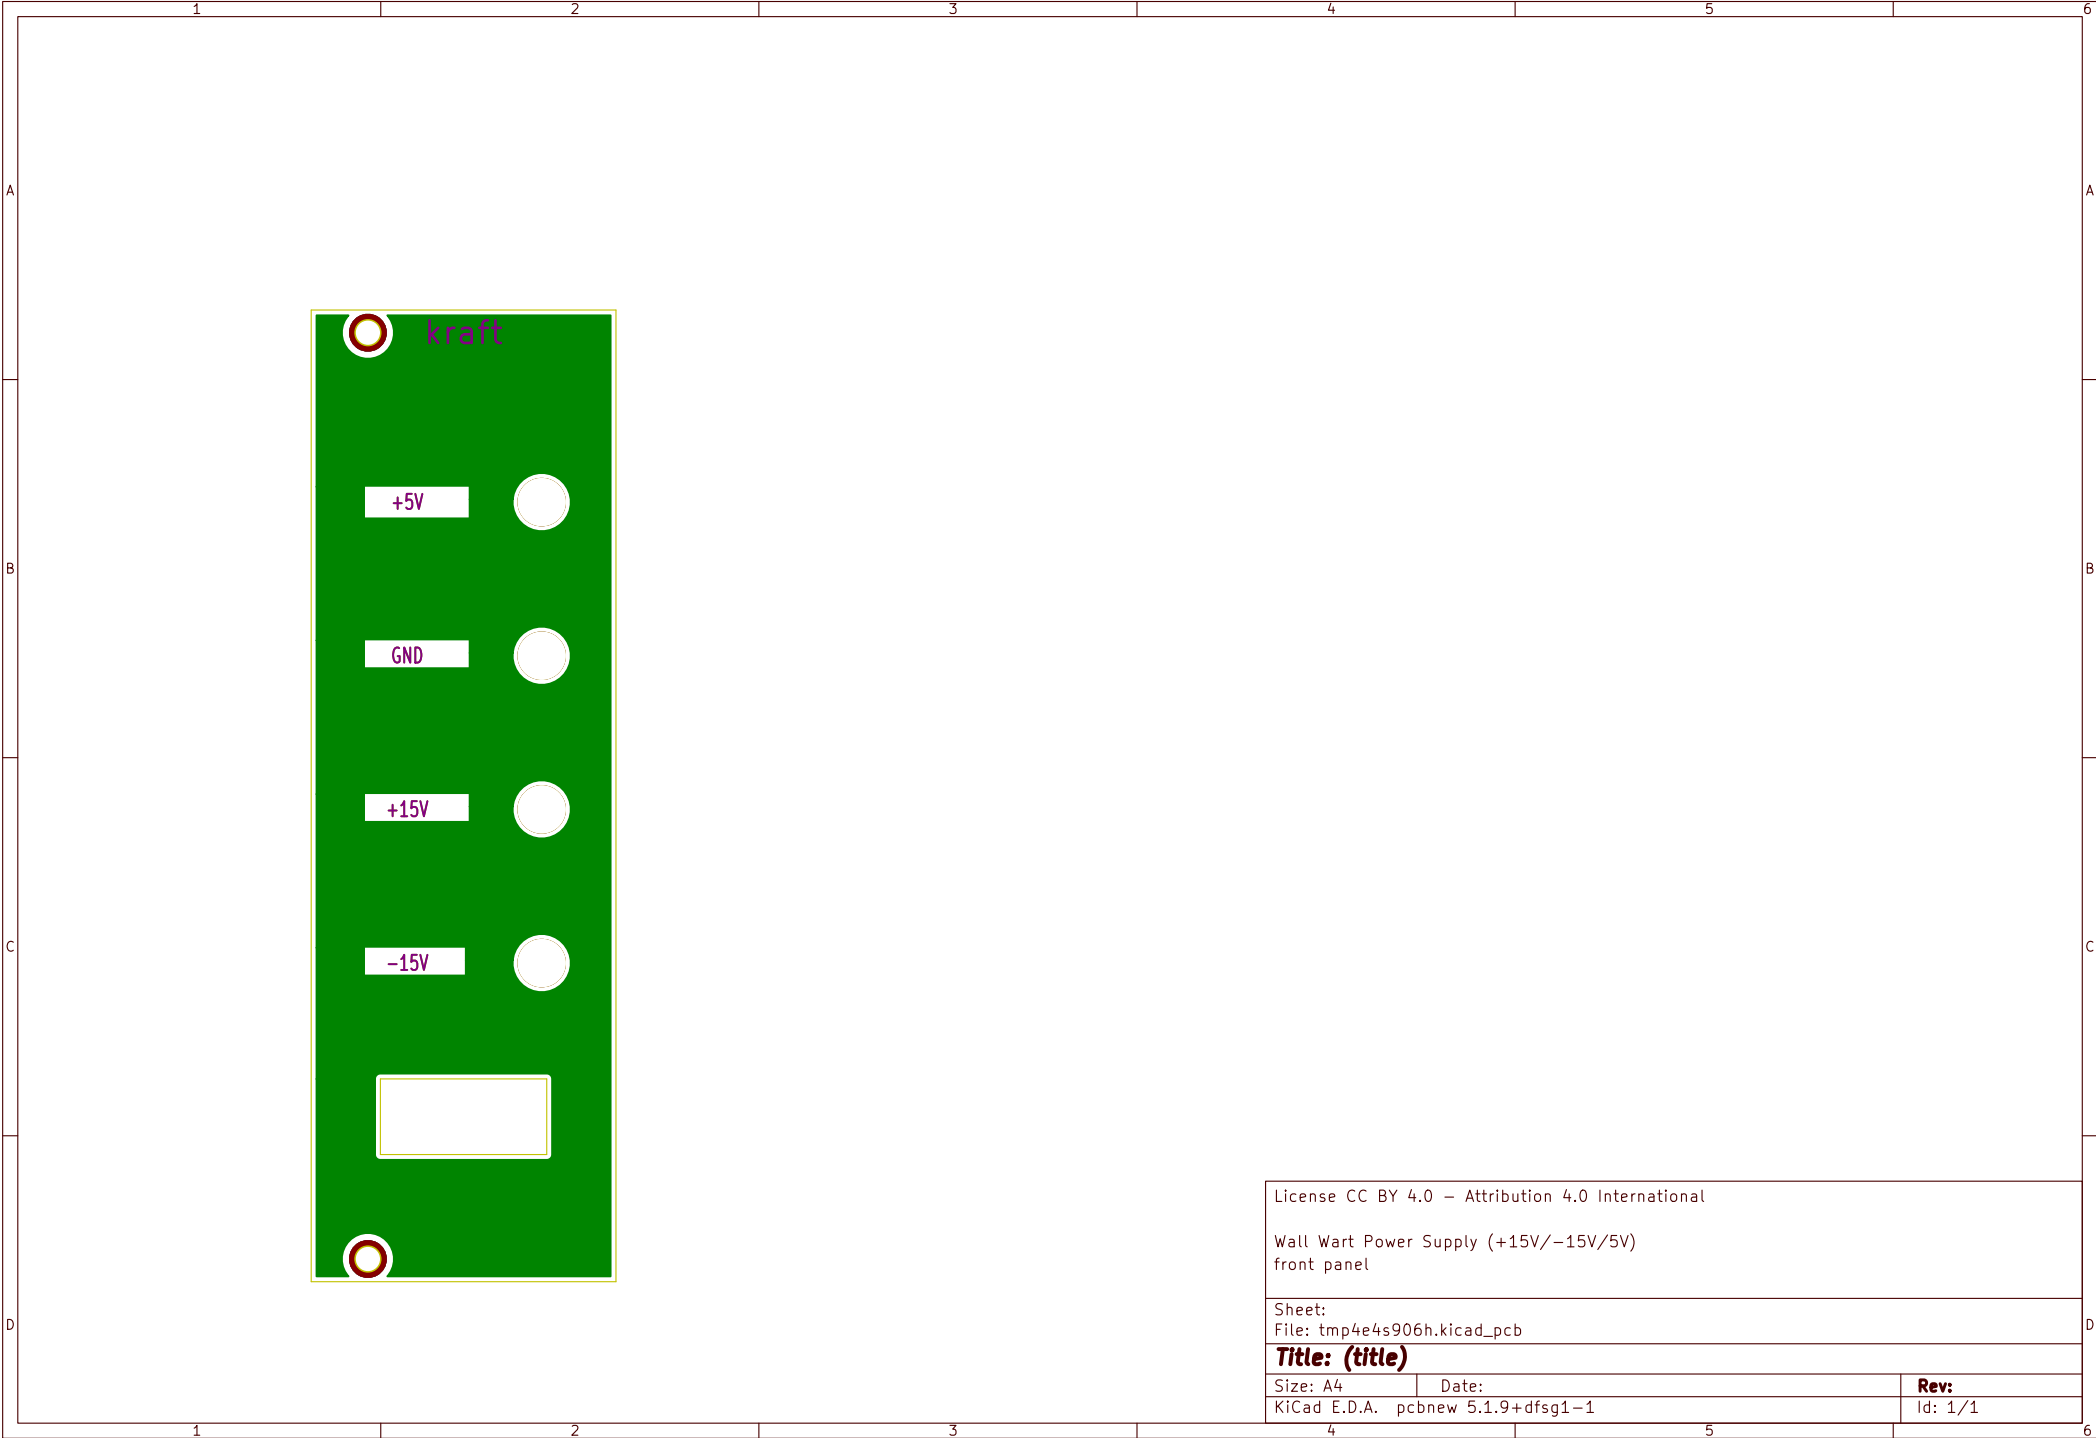 1 2 3 4 5 6
A A
kraft
+5V
B B
GND
+15V
C C
-15V
License CC BY 4.0 - Attribution 4.0 International
Wall Wart Power Supply (+15V/-15V/5V)
front panel
Sheet:
D D
File: tmp4e4s906h.kicad_pcb
Title: (title)
Size: A4 Date: Rev:
KiCad E.D.A. pcbnew 5.1.9+dfsg1-1 Id: 1/1
1 2 3 4 5 6